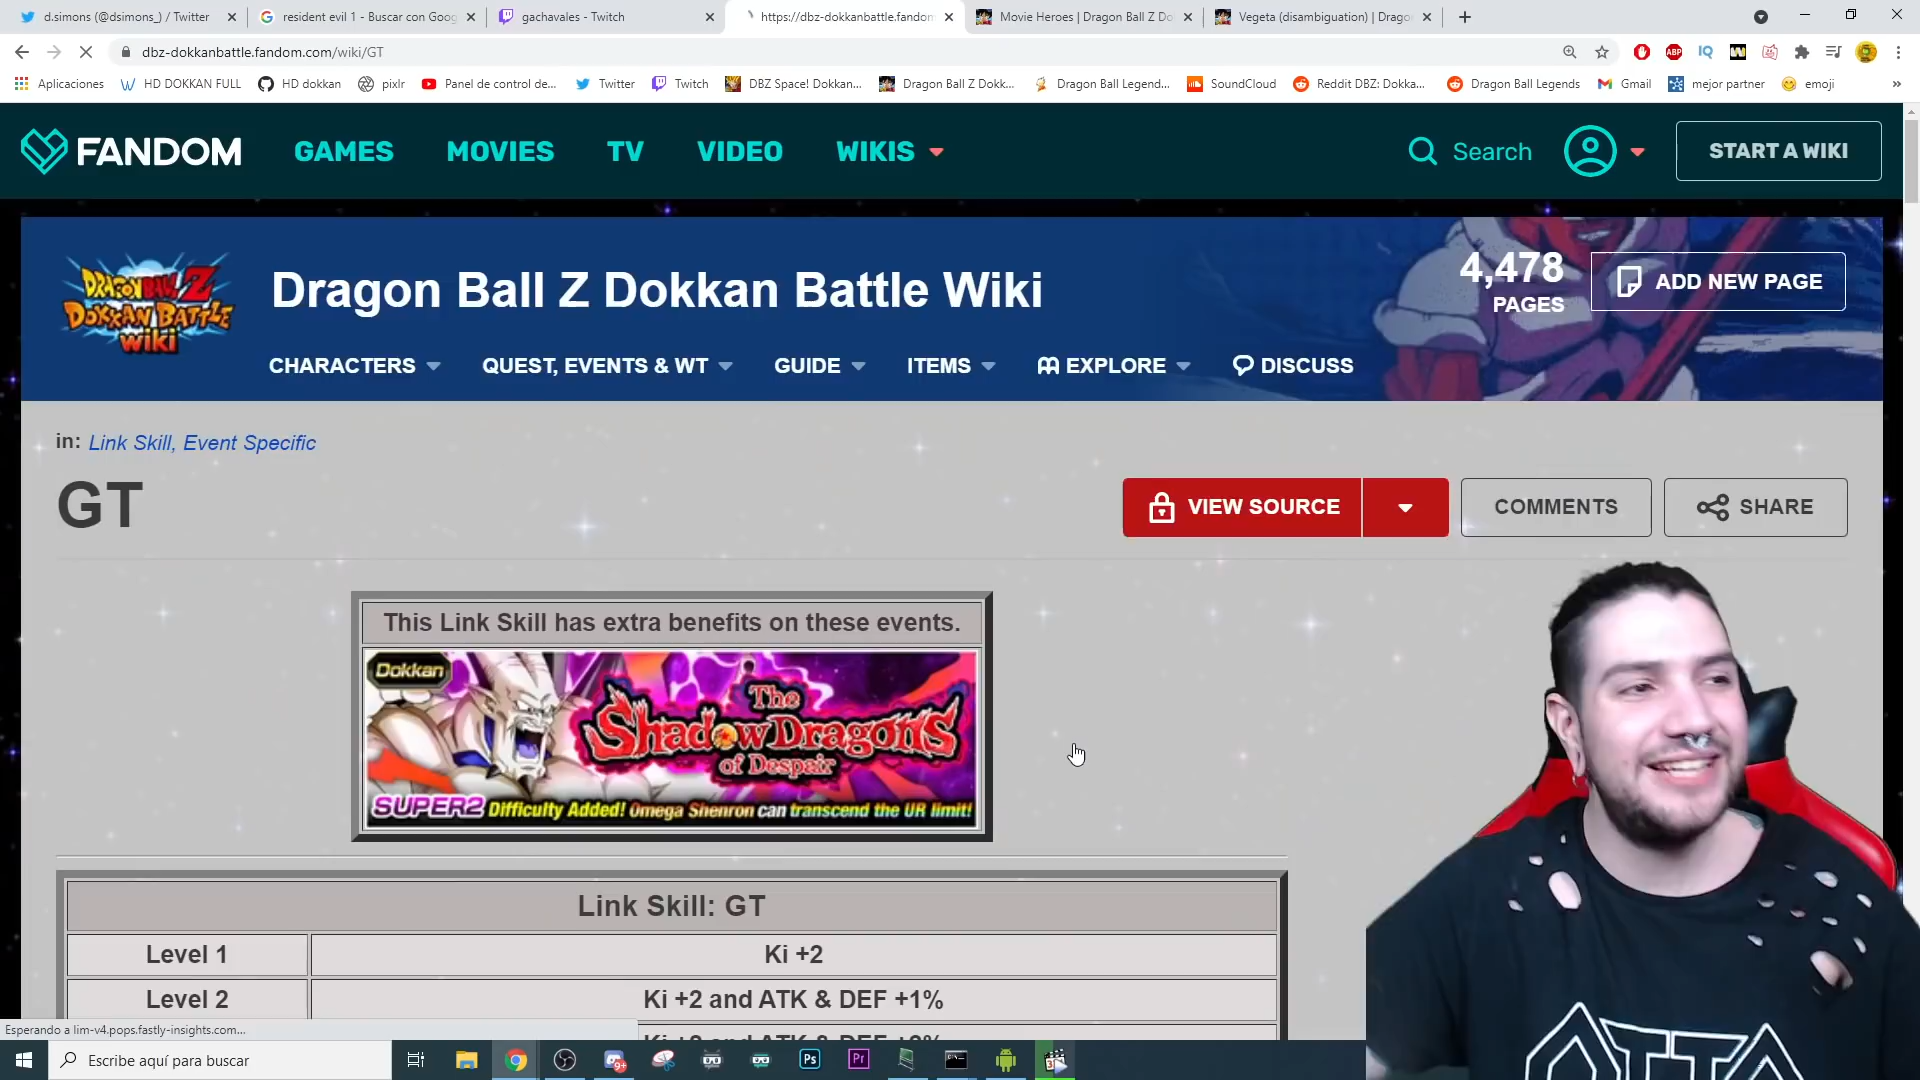 d.simons (@dsimons_) / Twitter
resident evil 1 - Buscar con Goog
gachavales - Twitch
https://dbz-dokkanbattle.fandom
Movie Heroes | Dragon Ball Z Do
Vegeta (disambiguation) | Drago
dbz-dokkanbattle.fandom.com/wiki/GT
Aplicaciones
HD DOKKAN FULL
HD dokkan
pixlr
Panel de control de...
Twitter
Twitch
DBZ Space! Dokkan...
Dragon Ball Z Dokk...
Dragon Ball Legend...
SoundCloud
Reddit DBZ: Dokka...
Dragon Ball Legends
Gmail
mejor partner
emoji
FANDOM
GAMES
MOVIES
TV
VIDEO
WIKIS
Search
START A WIKI
DRAGON BALL Z
DOKKAN BATTLE
wiki
Dragon Ball Z Dokkan Battle Wiki
4,478
PAGES
ADD NEW PAGE
CHARACTERS
QUEST, EVENTS & WT
GUIDE
ITEMS
EXPLORE
DISCUSS
in: Link Skill, Event Specific
GT
VIEW SOURCE
COMMENTS
SHARE
This Link Skill has extra benefits on these events.
Dokkan
The
Shadow Dragons
of Despair
SUPER2 Difficulty Added! Omega Shenron can transcend the UR limit!
Link Skill: GT
Level 1
Ki +2
Level 2
Ki +2 and ATK & DEF +1%
Esperando a lim-v4.pops.fastly-insights.com...
Escribe aquí para buscar